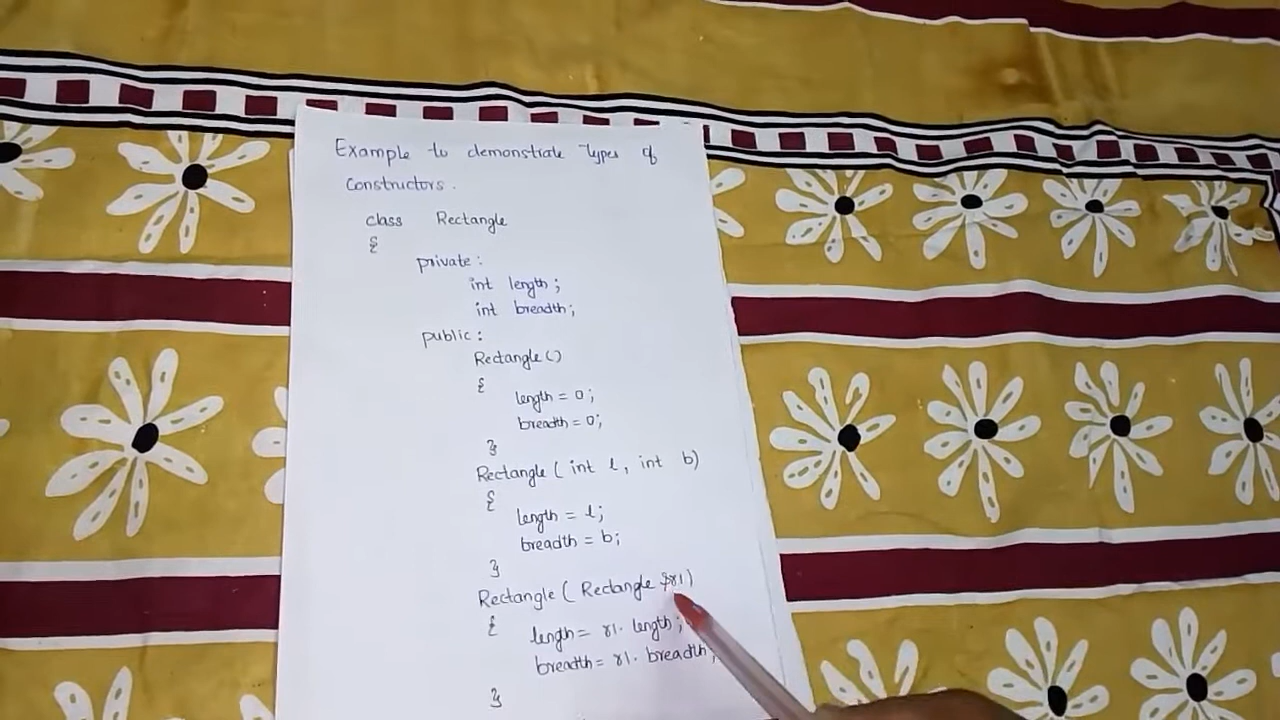 Example to demonstrate Types of
constructors.
class Rectangle
{
private:
int length;
int breadth;
public:
Rectangle()
{
length = 0;
breadth = 0;
}
Rectangle( int l, int b)
{
length = l;
breadth = b;
}
Rectangle( Rectangle &r1)
{
length = r1. length;
breadth = r1. breadth;
}